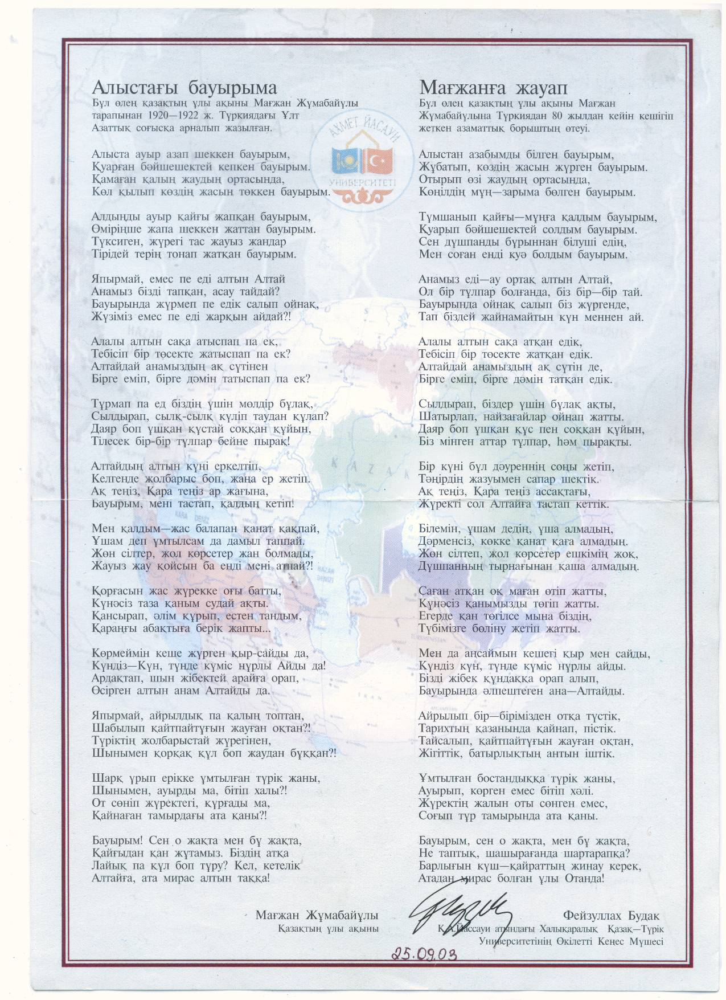 Алыстағы бауырыма
Бұл өлең қазақтың ұлы ақыны Мағжан Жұмабайұлы
тарапынан 1920—1922 ж. Түркиядағы Ұлт
Азаттық соғысқа арналып жазылған.
Алыста ауыр азап шеккен бауырым,
Қуарған бәйшешектей кепкен бауырым.
Қамаған қалың жаудың ортасында,
Көл қылып көздің жасын төккен бауырым.
Алдыңды ауыр қайғы жапқан бауырым,
Өміріңше жапа шеккен жаттан бауырым.
Түксиген, жүрегі тас жауыз жандар
Тірідей терің тонап жатқан бауырым.
Япырмай, емес пе еді алтын Алтай
Анамыз бізді тапқан, асау тайдай?
Бауырында жүрмеп пе едік салып ойнақ,
Жүзіміз емес пе еді жарқын айдай?!
Алалы алтын сақа атыспап па ек,
Тебісіп бір төсекте жатыспап па ек?
Алтайдай анамыздың ақ сүтінен
Бірге еміп, бірге дәмін татыспап па ек?
Тұрмап па ед біздің үшін мөлдір бұлақ,
Сылдырап, сылқ-сылқ күліп таудан құлап?
Даяр боп ұшқан құстай соққан құйын,
Тілесек бір-бір тұлпар бейне пырақ!
Алтайдың алтын күні еркелтіп,
Келгенде жолбарыс боп, жаңа ер жетіп.
Ақ теңіз, Қара теңіз ар жағына,
Бауырым, мені тастап, қалдың кетіп!
Мен қалдым—жас балапан қанат қақпай,
Ұшам деп ұмтылсам да дамыл таппай.
Жөн сілтер, жол көрсетер жан болмады,
Жауыз жау қойсын ба енді мені атпай?!
Қорғасын жас жүрекке оғы батты,
Күнәсіз таза қаным судай ақты.
Қансырап, әлім құрып, естен тандым,
Қараңғы абақтыға берік жапты...
Көрмеймін кеше жүрген қыр-сайды да,
Күндіз—Күн, түнде күміс нұрлы Айды да!
Ардақтап, шын жібектей арайға орап,
Өсірген алтын анам Алтайды да.
Япырмай, айрылдық па қалың топтан,
Шабылып қайтпайтұғын жауған оқтан?!
Түріктің жолбарыстай жүрегінен,
Шынымен қорқақ құл боп жаудан бұққан?!
Шарқ ұрып ерікке ұмтылған түрік жаны,
Шынымен, ауырды ма, бітіп халы?!
От сөніп жүректегі, құрғады ма,
Қайнаған тамырдағы ата қаны?!
Бауырым! Сен о жақта мен бұ жақта,
Қайғыдан қан жұтамыз. Біздің атқа
Лайық па құл боп тұру? Кел, кетелік
Алтайға, ата мирас алтын таққа!
Мағжан Жұмабайұлы
Қазақтың ұлы ақыны
Мағжанға жауап
Бұл өлең қазақтың ұлы ақыны Мағжан
Жұмабайұлына Түркиядан 80 жылдан кейін кешігіп
жеткен азаматтық борыштың өтеуі.
Алыстан азабымды білген бауырым,
Жұбатып, көздің жасын жүрген бауырым.
Отырып өзі жаудың ортасында,
Көңілдің мұң—зарыма бөлген бауырым.
Тұмшанып қайғы—мұңға қалдым бауырым,
Қуарып бәйшешектей солдым бауырым.
Сен дұшпанды бұрыннан білуші едің,
Мен соған енді куә болдым бауырым.
Анамыз еді—ау ортақ алтын Алтай,
Ол бір тұлпар болғанда, біз бір—бір тай.
Бауырында ойнақ салып біз жүргенде,
Тап біздей жайнамайтын күн меннен ай.
Алалы алтын сақа атқан едік,
Тебісіп бір төсекте жатқан едік.
Алтайдай анамыздың ақ сүтін де,
Бірге еміп, бірге дәмін татқан едік.
Сылдырап, біздер үшін бұлақ ақты,
Шатырлап, найзағайлар ойнап жатты.
Даяр боп ұшқан құс пен соққан құйын,
Біз мінген аттар тұлпар, һәм пырақты.
Бір күні бұл дәуреннің соңы жетіп,
Тәңірдің жазуымен сапар шектік.
Ақ теңіз, Қара теңіз ассақтағы,
Жүректі сол Алтайға тастап кеттік.
Білемін, ұшам дедің, ұша алмадың,
Дәрменсіз, көкке қанат қаға алмадың.
Жөн сілтеп, жол көрсетер ешкімің жоқ,
Дұшпанның тырнағынан қаша алмадың.
Саған атқан оқ маған өтіп жатты,
Күнәсіз қанымызды төгіп жатты.
Егерде қан төгілсе мына біздің,
Түбімізге бөліну жетіп жатты.
Мен да аңсаймын кешегі қыр мен сайды,
Күндіз күн, түнде күміс нұрлы айды.
Бізді жібек құндаққа орап алып,
Бауырында әлпештеген ана—Алтайды.
Айрылып бір—бірімізден отқа түстік,
Тарихтың қазанында қайнап, пістік.
Тайсалып, қайтпайтұғын жауған оқтан,
Жігіттік, батырлықтың антын іштік.
Ұмтылған бостандыққа түрік жаны,
Ауырып, көрген емес бітіп хәлі.
Жүректің жалын оты сөнген емес,
Соғып тұр тамырында ата қаны.
Бауырым, сен о жақта, мен бұ жақта,
Не таптық, шашырағанда шартарапқа?
Барлығын күш—қайраттың жинау керек,
Атадан мирас болған ұлы Отанда!
Фейзуллах Будак
Қ.А.Йассауи атындағы Халықаралық Қазақ—Түрік
Университетінің Өкілетті Кеңес Мүшесі
25.09.03
АХМЕТ ЙАСАУИ
УНИВЕРСИТЕТІ